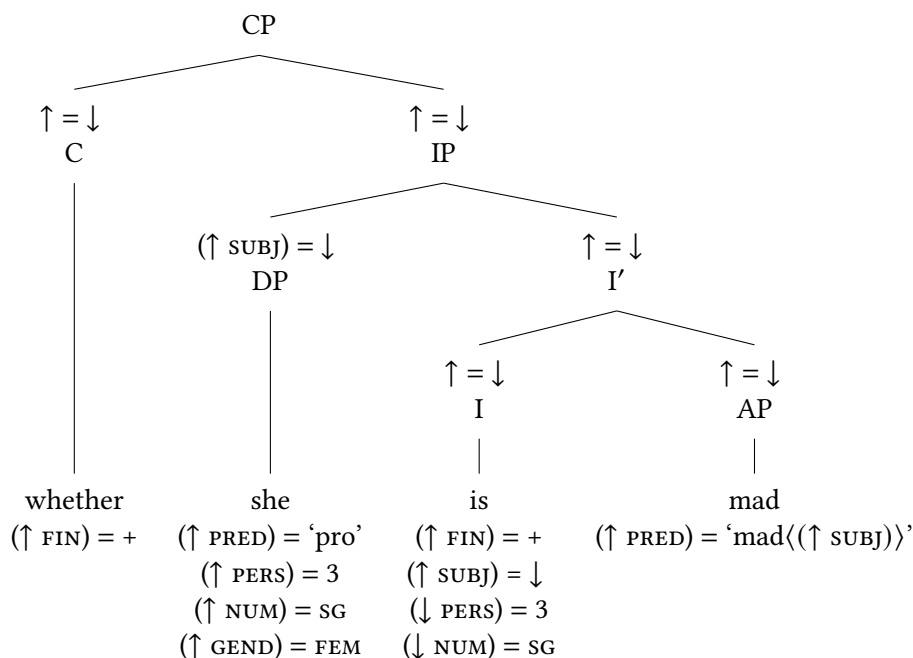 CP
↑ = ↓ ↑ = ↓
C IP
(↑ SUBJ) = ↓ ↑ = ↓
DP I′
↑ = ↓ ↑ = ↓
I AP
whether she is mad
(↑ FIN) = + (↑ PRED) = ‘pro’ (↑ FIN) = + (↑ PRED) = ‘mad⟨(↑ SUBJ)⟩’
(↑ PERS) = 3 (↑ SUBJ) = ↓
(↑ NUM) = SG (↓ PERS) = 3
(↑ GEND) = FEM (↓ NUM) = SG